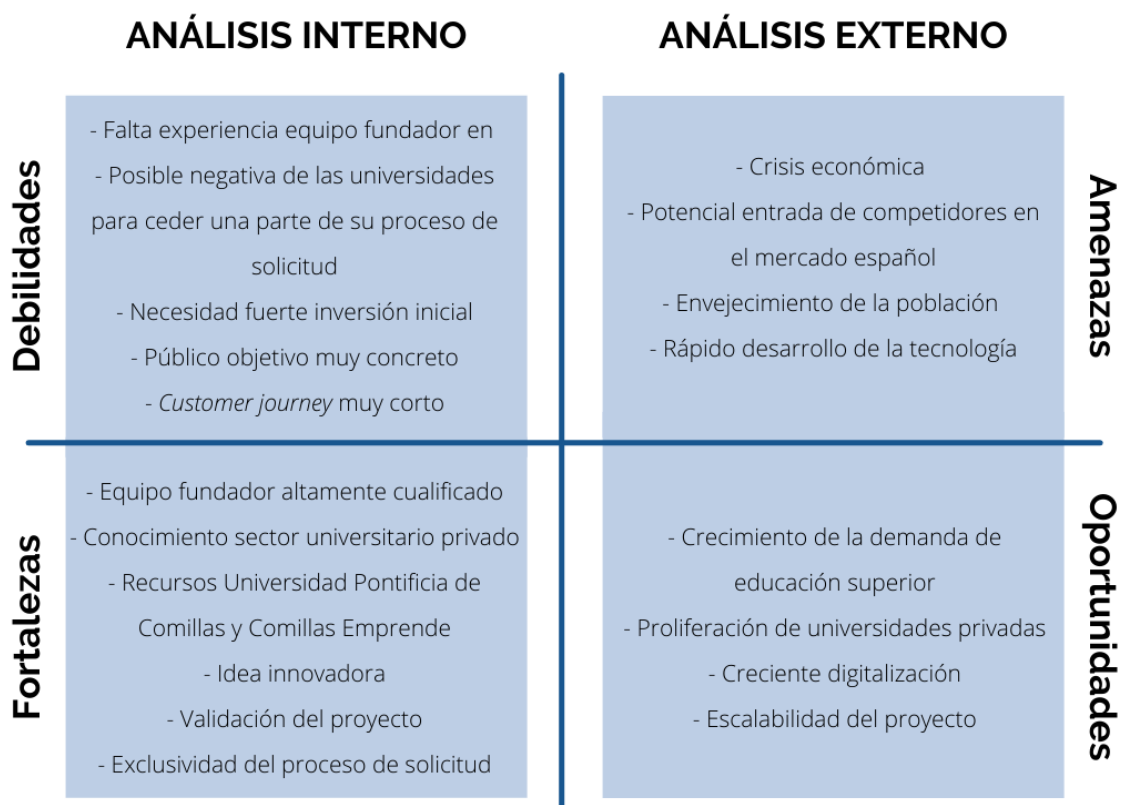 ANÁLISIS INTERNO
ANÁLISIS EXTERNO
Debilidades
- Falta experiencia equipo fundador en
- Posible negativa de las universidades
para ceder una parte de su proceso de
solicitud
- Necesidad fuerte inversión inicial
- Público objetivo muy concreto
- Customer journey muy corto
- Crisis económica
- Potencial entrada de competidores en
el mercado español
- Envejecimiento de la población
- Rápido desarrollo de la tecnología
Amenazas
Fortalezas
- Equipo fundador altamente cualificado
- Conocimiento sector universitario privado
- Recursos Universidad Pontificia de
Comillas y Comillas Emprende
- Idea innovadora
- Validación del proyecto
- Exclusividad del proceso de solicitud
- Crecimiento de la demanda de
educación superior
- Proliferación de universidades privadas
- Creciente digitalización
- Escalabilidad del proyecto
Oportunidades